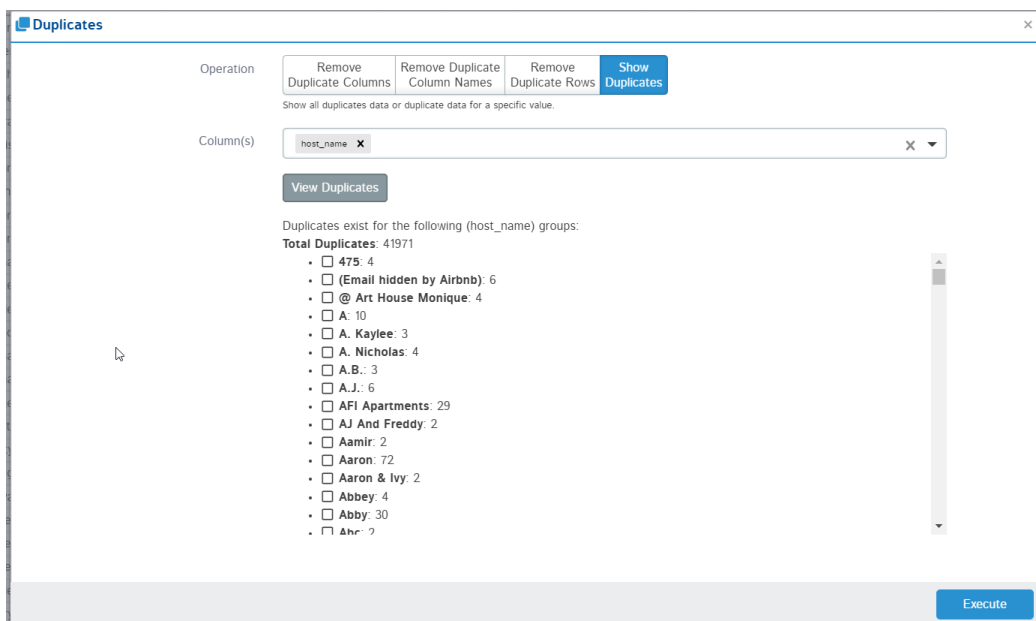 Duplicates
×
Operation
Remove Duplicate Columns
Remove Duplicate Column Names
Remove Duplicate Rows
Show Duplicates
Show all duplicates data or duplicate data for a specific value.
Column(s)
host_name ×
View Duplicates
Duplicates exist for the following (host_name) groups:
Total Duplicates: 41971
475: 4
(Email hidden by Airbnb): 6
@ Art House Monique: 4
A: 10
A. Kaylee: 3
A. Nicholas: 4
A.B.: 3
A.J.: 6
AFI Apartments: 29
AJ And Freddy: 2
Aamir: 2
Aaron: 72
Aaron & Ivy: 2
Abbey: 4
Abby: 30
Abc: 2
Execute